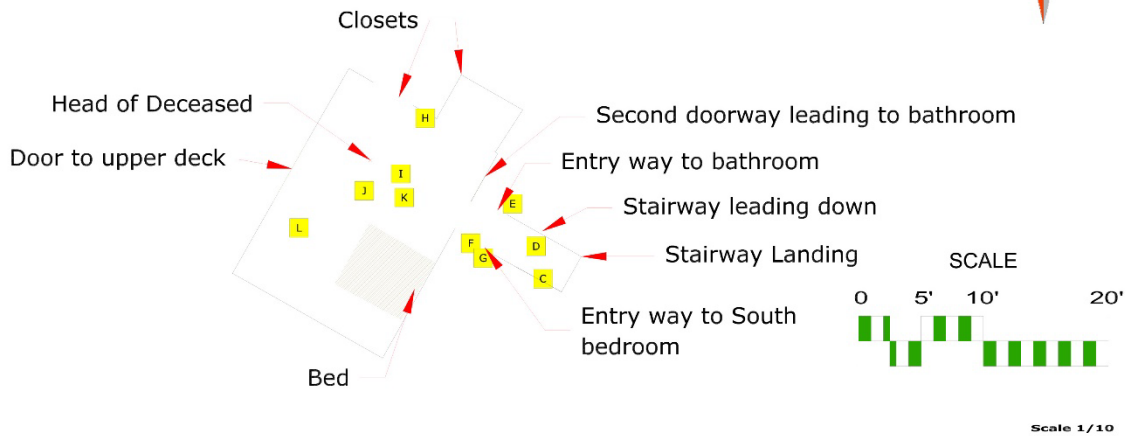 Closets
Head of Deceased
Door to upper deck
H
I
J
K
L
Second doorway leading to bathroom
Entry way to bathroom
E
Stairway leading down
D
F
G
Stairway Landing
C
Entry way to South
bedroom
Bed
SCALE
0 5' 10' 20'
Scale 1/10